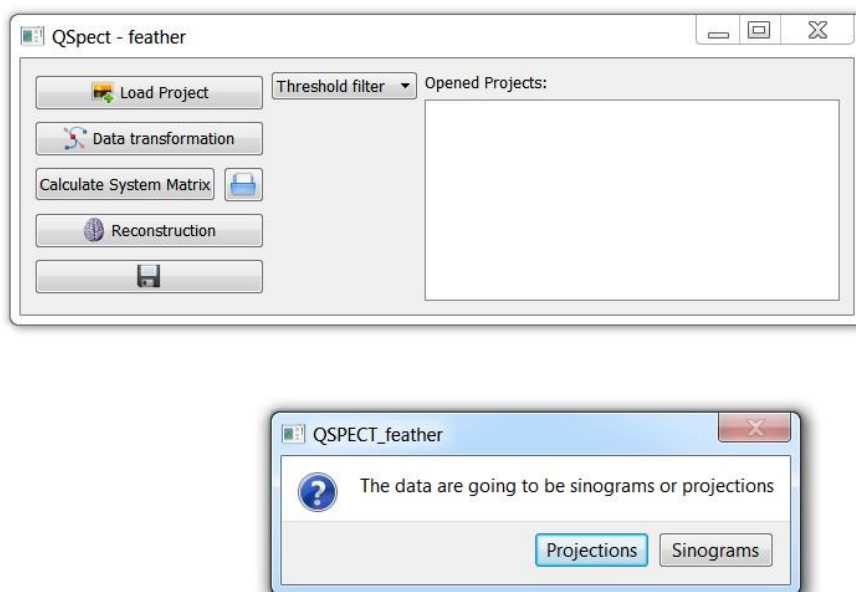 QSpect - feather
Load Project
Threshold filter
Opened Projects:
Data transformation
Calculate System Matrix
Reconstruction
QSPECT_feather
The data are going to be sinograms or projections
Projections
Sinograms